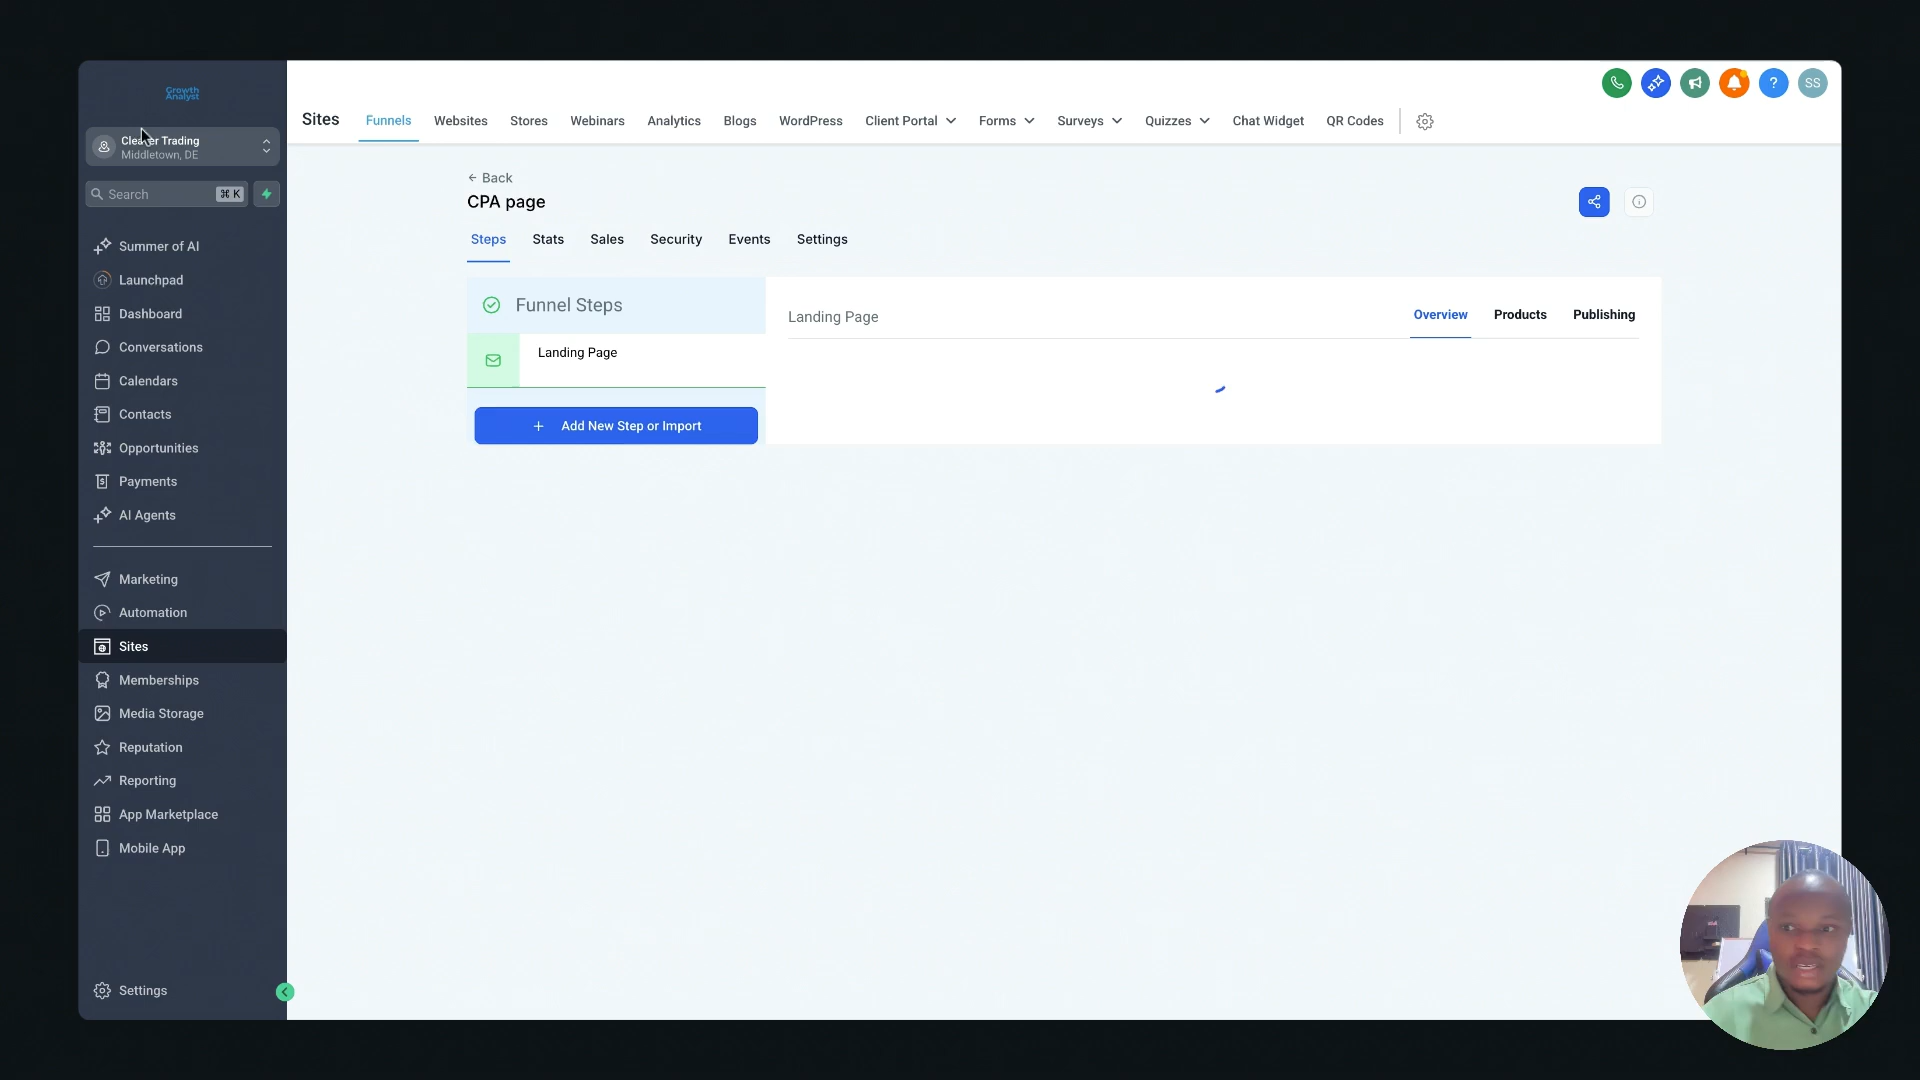 Growth
Analyst
Trading
Middletown, DE
Search
⌘ K
Summer of AI
Launchpad
Dashboard
Conversations
Calendars
Contacts
Opportunities
Payments
AI Agents
Marketing
Automation
Sites
Memberships
Media Storage
Reputation
Reporting
App Marketplace
Mobile App
Settings
Sites
Funnels
Websites
Stores
Webinars
Analytics
Blogs
WordPress
Client Portal
Forms
Surveys
Quizzes
Chat Widget
QR Codes
?
SS
← Back
CPA page
Steps
Stats
Sales
Security
Events
Settings
Funnel Steps
Landing Page
+ Add New Step or Import
Landing Page
Overview
Products
Publishing